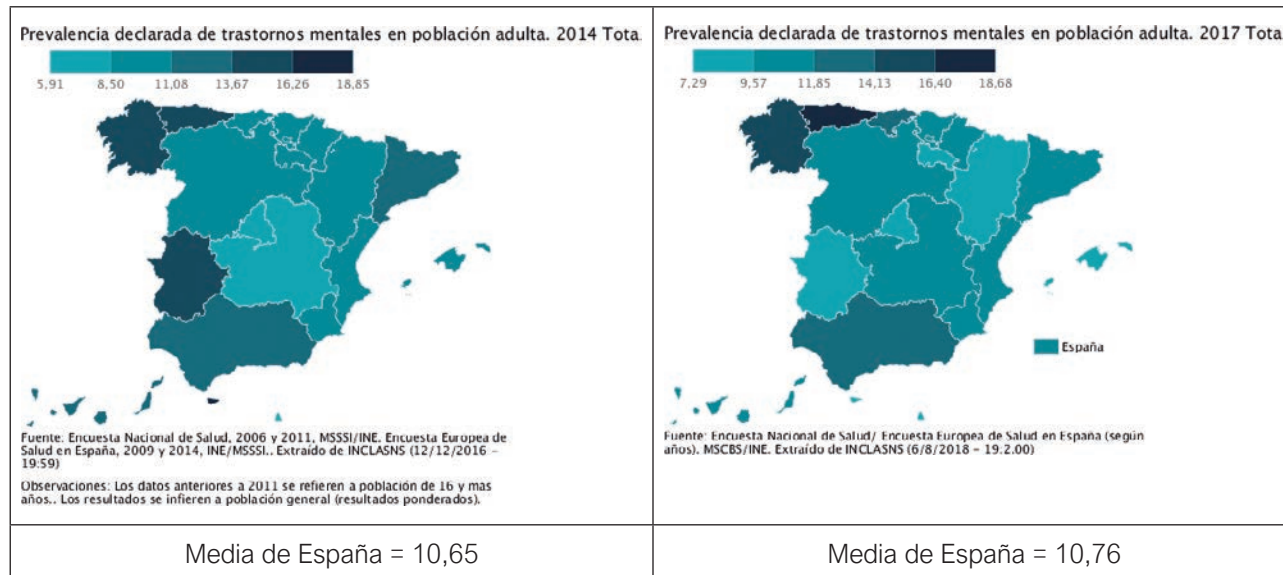 Prevalencia declarada de trastornos mentales en población adulta. 2014 Tota.
5,91 8,50 11,08 13,67 16,26 18,85
Fuente: Encuesta Nacional de Salud, 2006 y 2011, MSSSI/INE. Encuesta Europea de
Salud en España, 2009 y 2014, INE/MSSSI.. Extraído de INCLASNS (12/12/2016 -
19:59)
Observaciones: Los datos anteriores a 2011 se refieren a población de 16 y mas
años.. Los resultados se infieren a población general (resultados ponderados).
Media de España = 10,65
Prevalencia declarada de trastornos mentales en población adulta. 2017 Tota
7,29 9,57 11,85 14,13 16,40 18,68
España
Fuente: Encuesta Nacional de Salud/ Encuesta Europea de Salud en España (según
años). MSCBS/INE. Extraído de INCLASNS (6/8/2018 - 19:2.00)
Media de España = 10,76